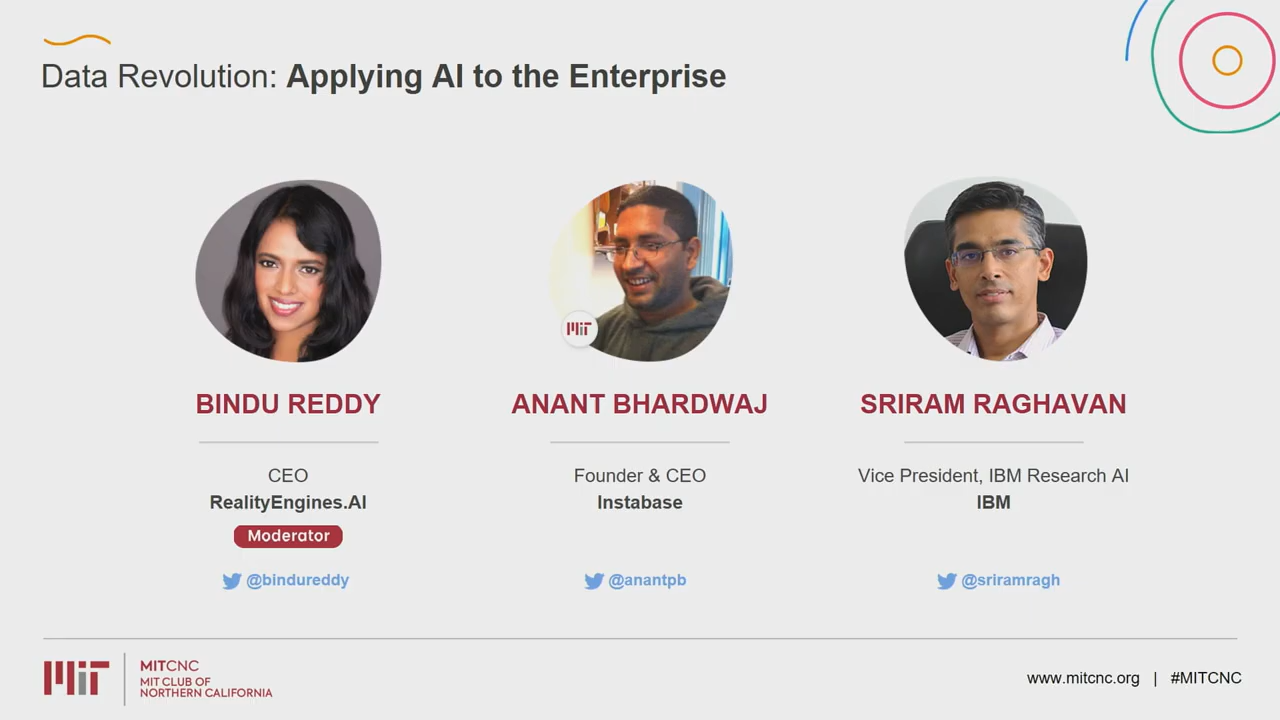 Data Revolution: Applying AI to the Enterprise
MIT
BINDU REDDY
CEO
RealityEngines.AI
Moderator
@bindureddy
ANANT BHARDWAJ
Founder & CEO
Instabase
@anantpb
SRIRAM RAGHAVAN
Vice President, IBM Research AI
IBM
@sriramragh
MIT
MITCNC
MIT CLUB OF
NORTHERN CALIFORNIA
www.mitcnc.org | #MITCNC